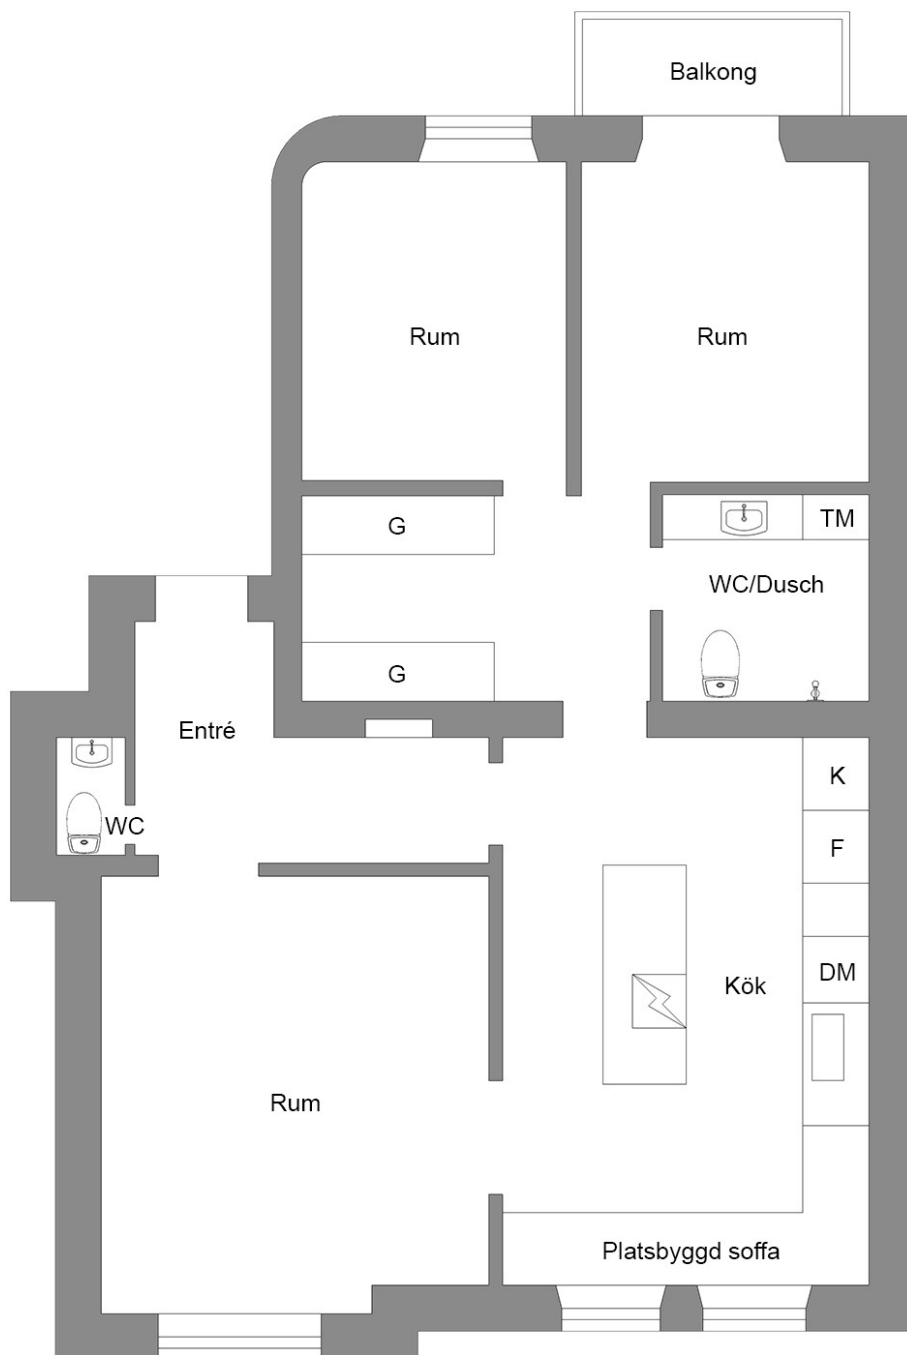 Balkong
Rum
Rum
G
TM
WC/Dusch
G
Entré
K
WC
F
DM
Kök
Rum
Platsbyggd soffa